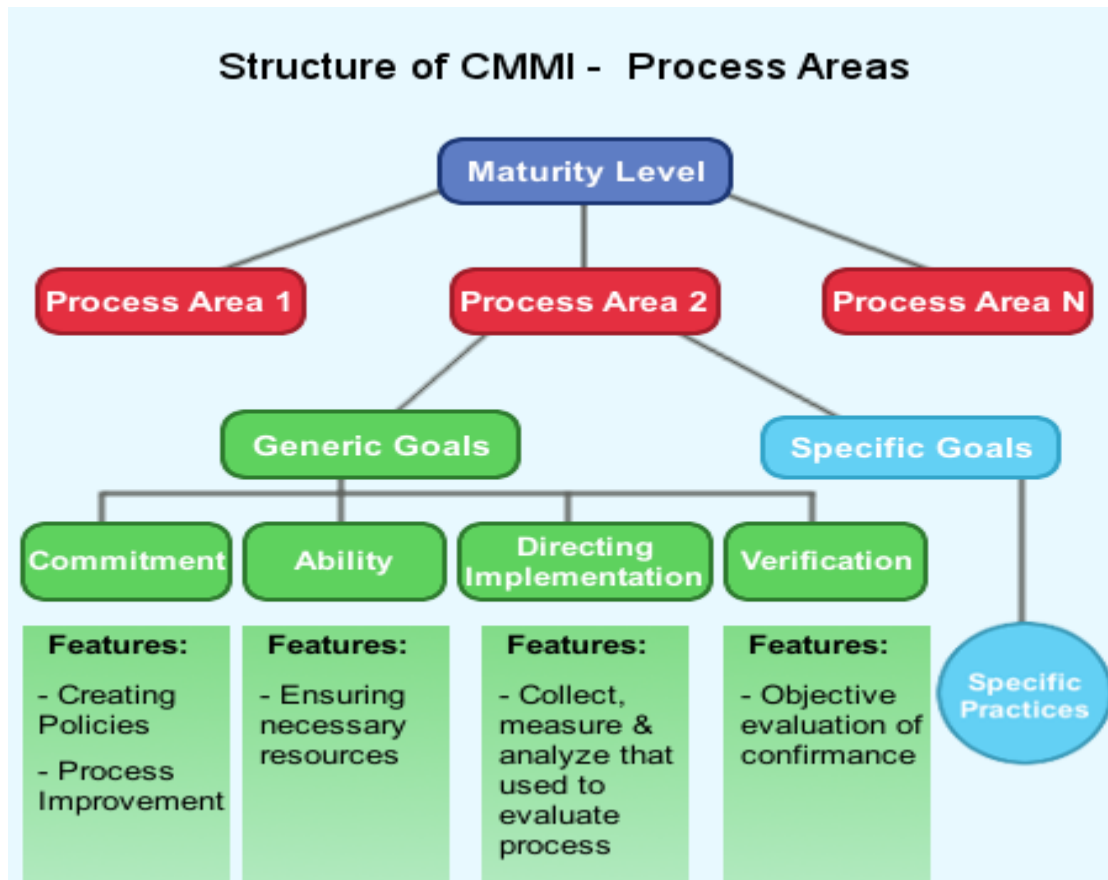 Structure of CMMI -  Process Areas
Maturity Level
Process Area 1
Process Area 2
Process Area N
Generic Goals
Specific Goals
Commitment
Ability
Directing
Implementation
Verification
Features:
- Creating
Policies
- Process
Improvement
Features:
- Ensuring
necessary
resources
Features:
- Collect,
measure &
analyze that
used to
evaluate
process
Features:
- Objective
evaluation of
confirmance
Specific
Practices